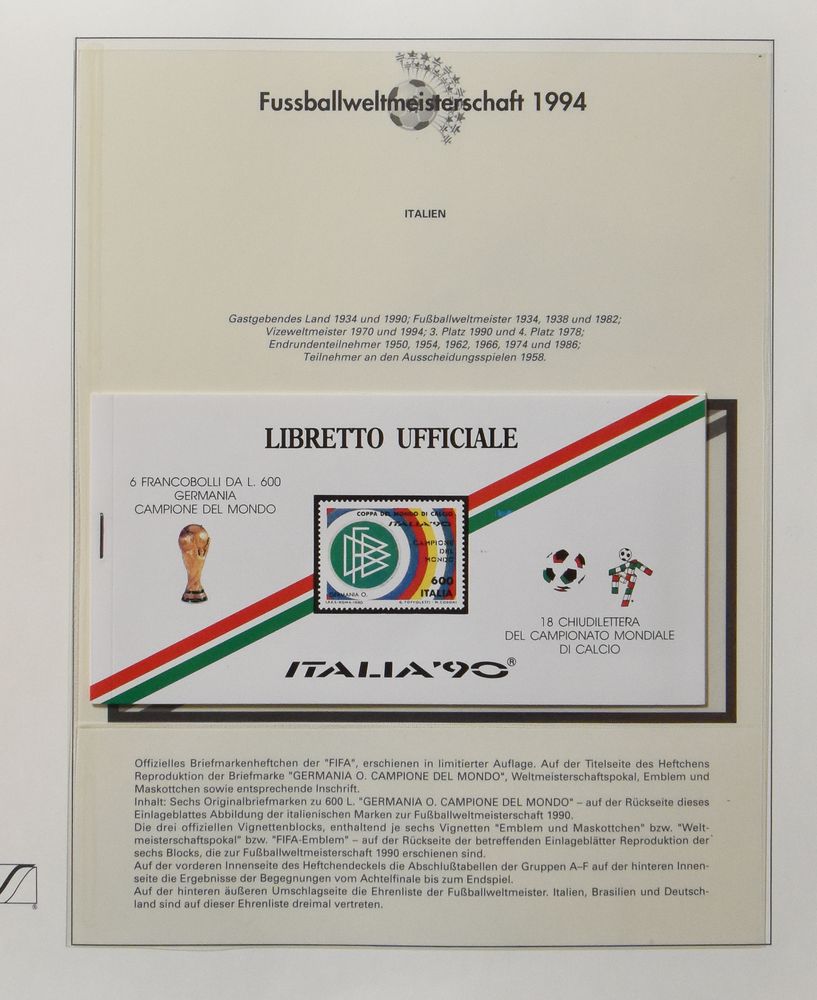 Fussballweltmeisterschaft 1994
ITALIEN
Gastgebendes Land 1934 und 1990; Fußballweltmeister 1934, 1938 und 1982;
Vizeweltmeister 1970 und 1994; 3. Platz 1990 und 4. Platz 1978;
Endrundenteilnehmer 1950, 1954, 1962, 1966, 1974 und 1986;
Teilnehmer an den Ausscheidungsspielen 1958.
LIBRETTO UFFICIALE
6 FRANCOBOLLI DA L. 600
GERMANIA
CAMPIONE DEL MONDO
COPPA DEL MONDO DI CALCIO
ITALIA'90
CAMPIONE
DEL
MONDO
DFB
600
GERMANIA O. ITALIA
I.P.Z.S.-ROMA-1990
18 CHIUDILETTERA
DEL CAMPIONATO MONDIALE
DI CALCIO
ITALIA'90®
Offizielles Briefmarkenheftchen der "FIFA", erschienen in limitierter Auflage. Auf der Titelseite des Heftchens
Reproduktion der Briefmarke "GERMANIA O. CAMPIONE DEL MONDO", Weltmeisterschaftspokal, Emblem und
Maskottchen sowie entsprechende Inschrift.
Inhalt: Sechs Originalbriefmarken zu 600 L. "GERMANIA O. CAMPIONE DEL MONDO" – auf der Rückseite dieses
Einlageblattes Abbildung der italienischen Marken zur Fußballweltmeisterschaft 1990.
Die drei offiziellen Vignettenblocks, enthaltend je sechs Vignetten "Emblem und Maskottchen" bzw. "Welt-
meisterschaftspokal" bzw. "FIFA-Emblem" – auf der Rückseite der betreffenden Einlageblätter Reproduktion der
sechs Blocks, die zur Fußballweltmeisterschaft 1990 erschienen sind.
Auf der vorderen Innenseite des Heftchendeckels die Abschlußtabellen der Gruppen A–F auf der hinteren Innen-
seite die Ergebnisse der Begegnungen vom Achtelfinale bis zum Endspiel.
Auf der hinteren äußeren Umschlagseite die Ehrenliste der Fußballweltmeister. Italien, Brasilien und Deutsch-
land sind auf dieser Ehrenliste dreimal vertreten.